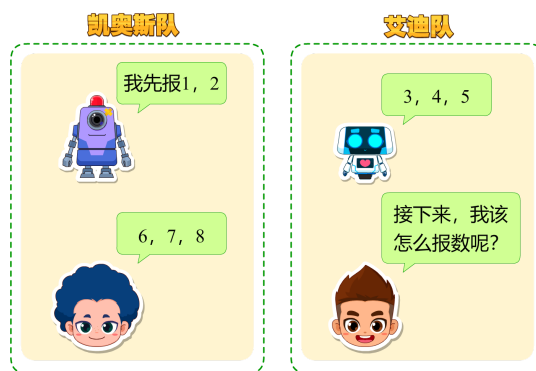 凯奥斯队
艾迪队
我先报1，2
3，4，5
6，7，8
接下来，我该
怎么报数呢？